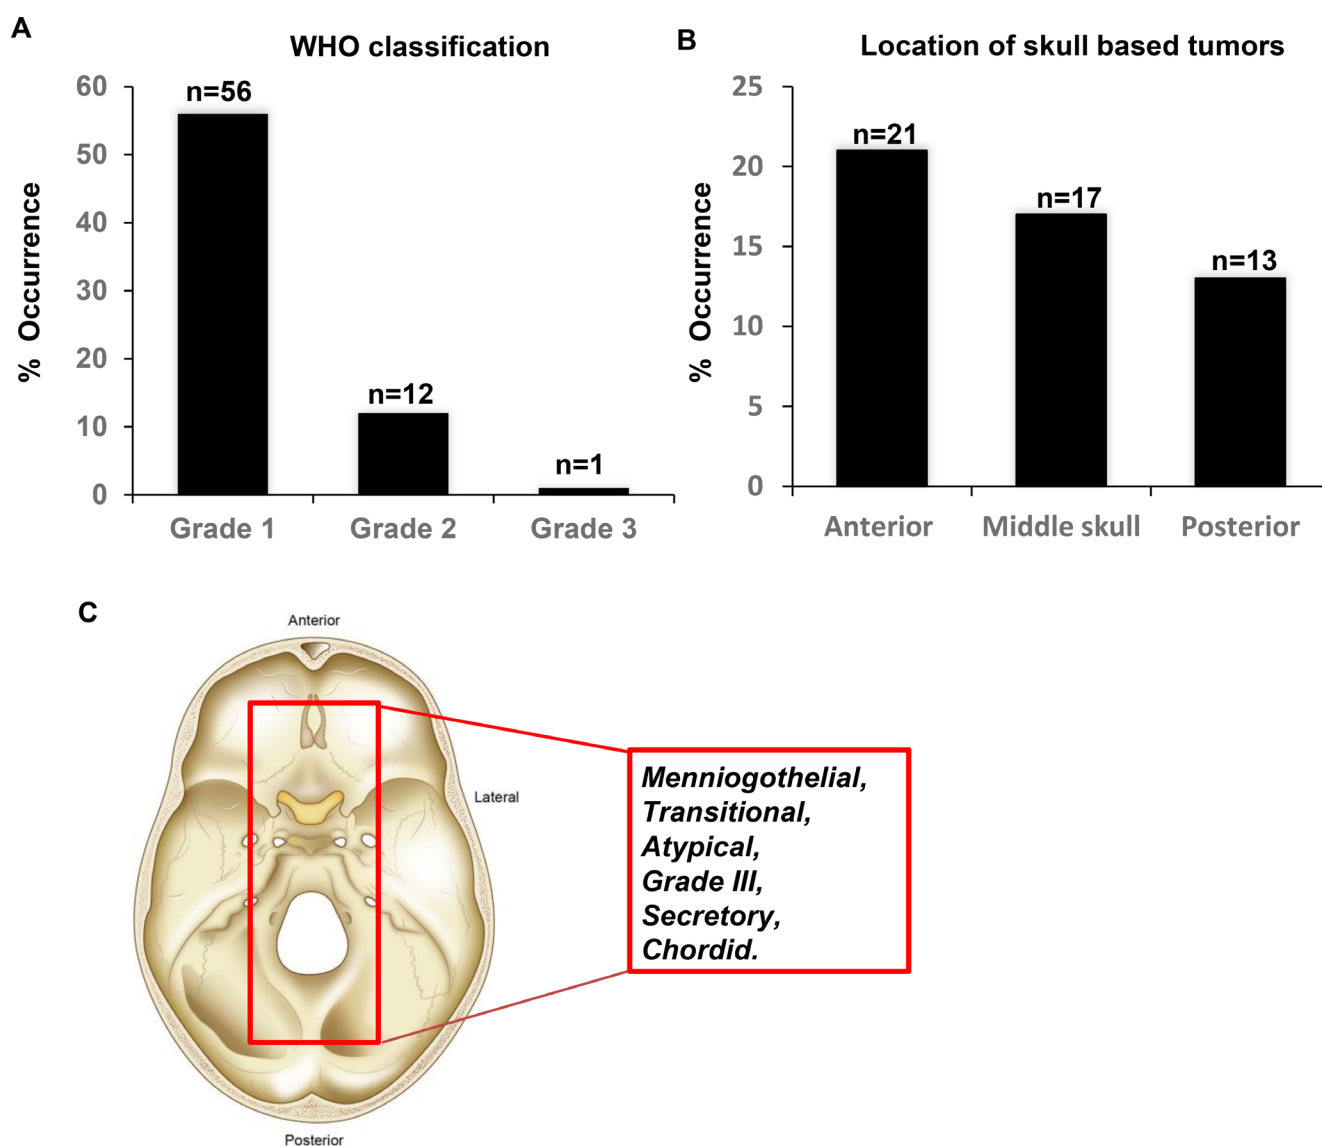 A
WHO classification
% Occurrence
60
50
40
30
20
10
0
n=56
n=12
n=1
Grade 1
Grade 2
Grade 3
B
Location of skull based tumors
% Occurrence
25
20
15
10
5
0
n=21
n=17
n=13
Anterior
Middle skull
Posterior
C
Anterior
Lateral
Posterior
Menniogothelial,
Transitional,
Atypical,
Grade III,
Secretory,
Chordid.